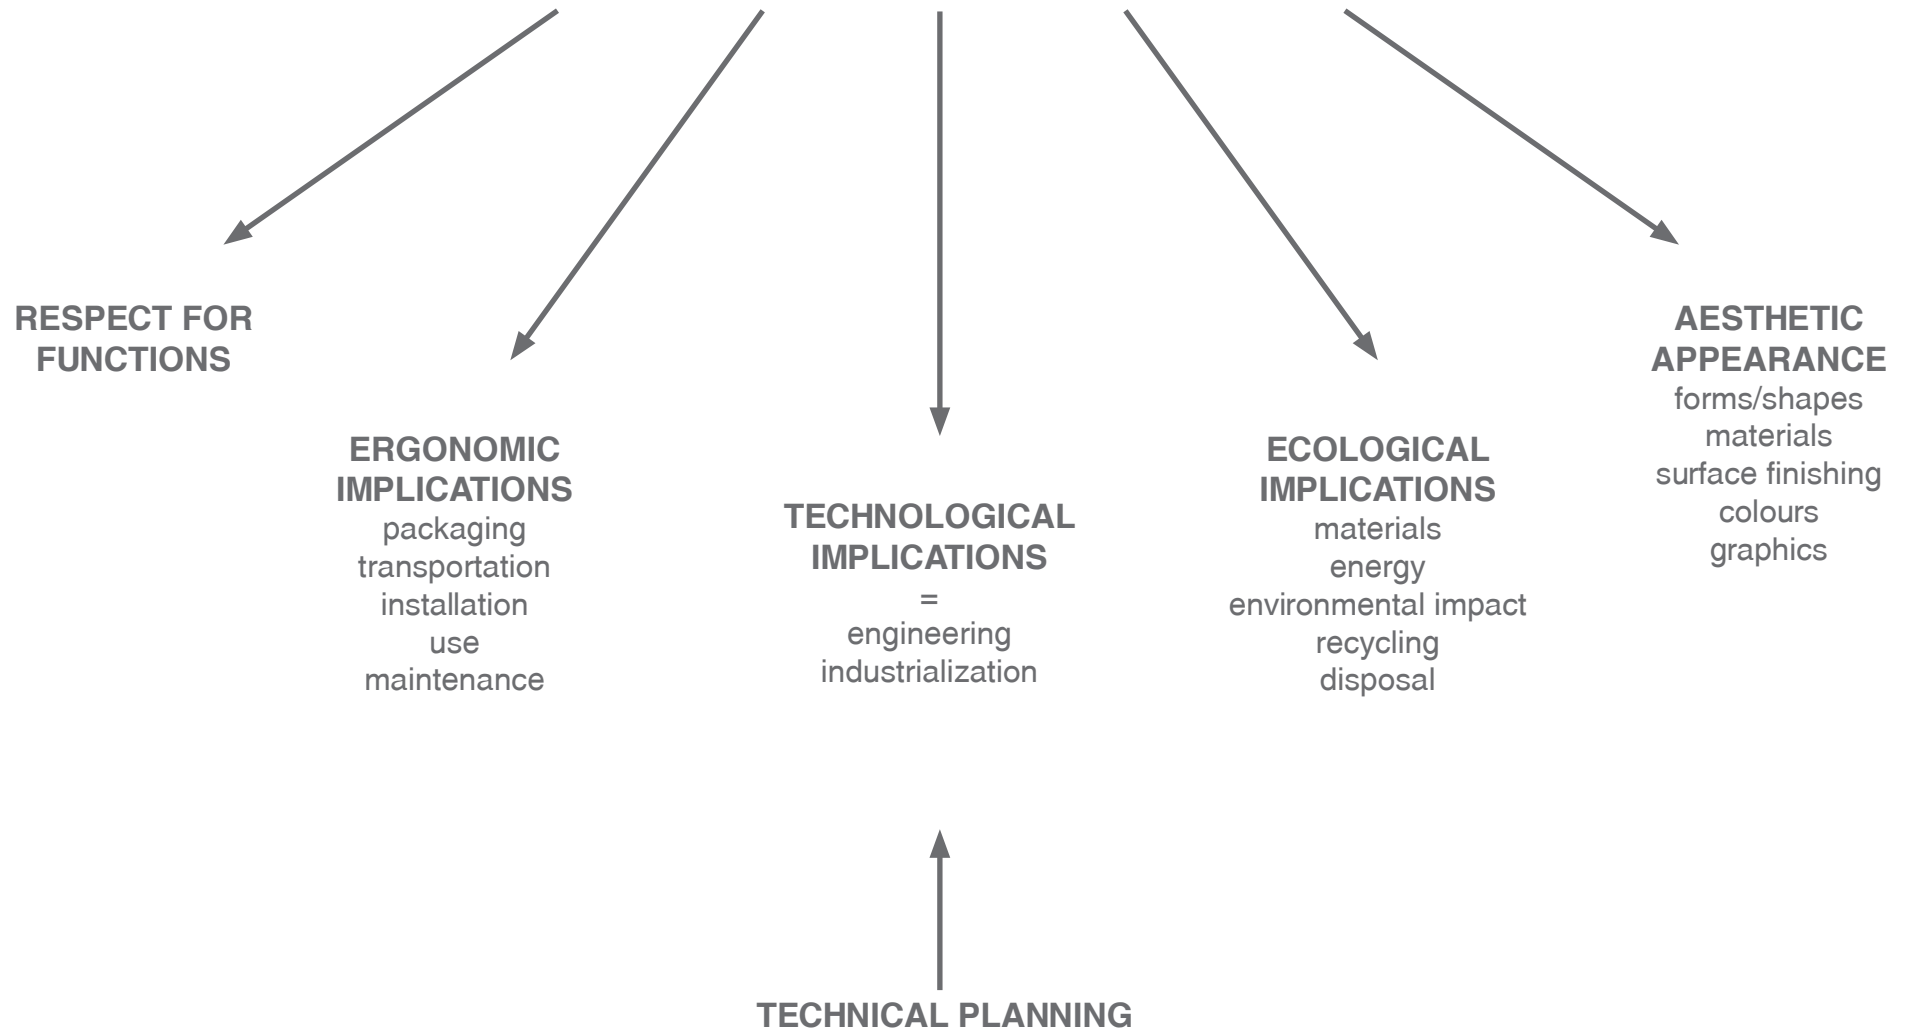 RESPECT FOR
FUNCTIONS
ERGONOMIC
IMPLICATIONS
packaging
transportation
installation
use
maintenance
TECHNOLOGICAL
IMPLICATIONS
=
engineering
industrialization
ECOLOGICAL
IMPLICATIONS
materials
energy
environmental impact
recycling
disposal
AESTHETIC
APPEARANCE
forms/shapes
materials
surface finishing
colours
graphics
TECHNICAL PLANNING